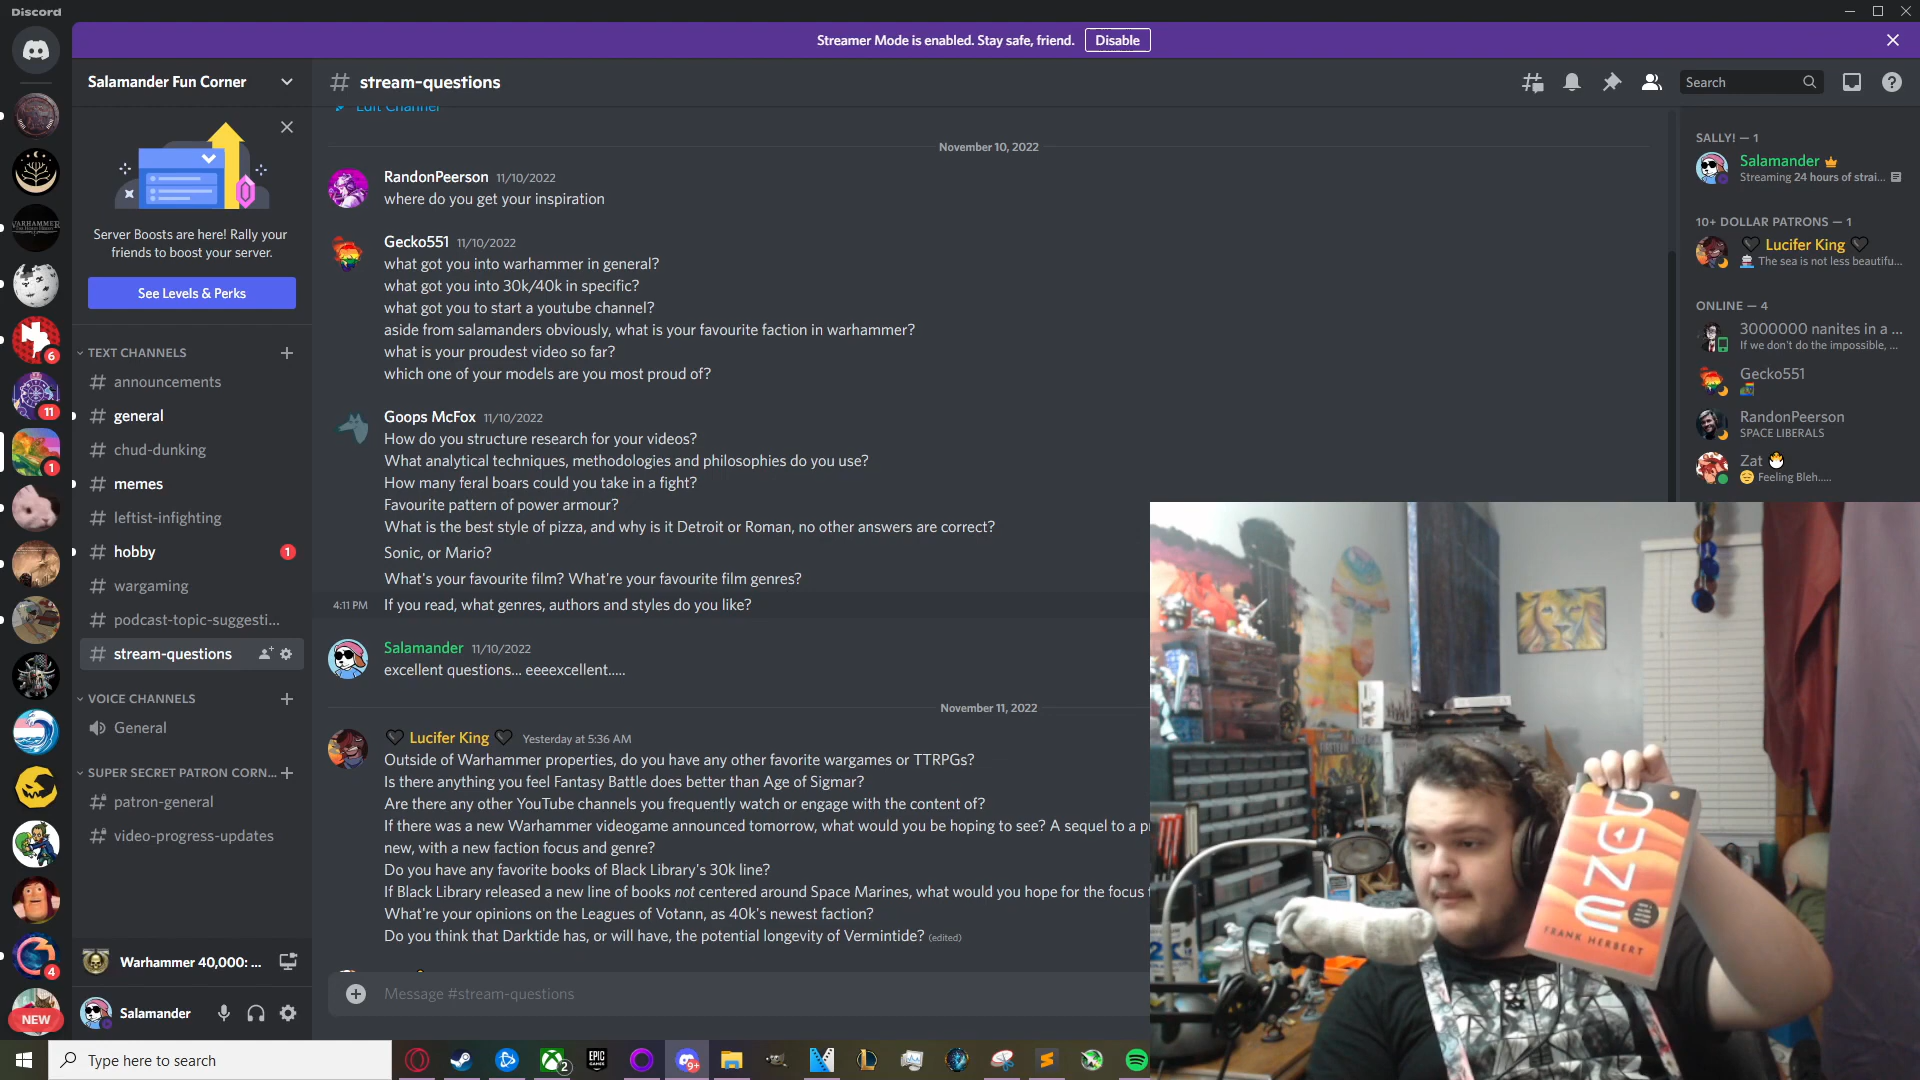 Discord
Streamer Mode is enabled. Stay safe, friend.
Disable
Salamander Fun Corner
stream-questions
Search
Edit Channel
Server Boosts are here! Rally your
friends to boost your server.
See Levels & Perks
TEXT CHANNELS
announcements
general
chud-dunking
memes
leftist-infighting
hobby
1
wargaming
podcast-topic-suggesti...
stream-questions
VOICE CHANNELS
General
SUPER SECRET PATRON CORN...
patron-general
video-progress-updates
Warhammer 40,000: ...
Salamander
WARHAMMER
6
11
1
4
NEW
November 10, 2022
RandonPeerson 11/10/2022
where do you get your inspiration
Gecko551 11/10/2022
what got you into warhammer in general?
what got you into 30k/40k in specific?
what got you to start a youtube channel?
aside from salamanders obviously, what is your favourite faction in warhammer?
what is your proudest video so far?
which one of your models are you most proud of?
Goops McFox 11/10/2022
How do you structure research for your videos?
What analytical techniques, methodologies and philosophies do you use?
How many feral boars could you take in a fight?
Favourite pattern of power armour?
What is the best style of pizza, and why is it Detroit or Roman, no other answers are correct?
Sonic, or Mario?
What's your favourite film? What're your favourite film genres?
4:11 PM If you read, what genres, authors and styles do you like?
Salamander 11/10/2022
excellent questions... eeeexcellent.....
November 11, 2022
Lucifer King Yesterday at 5:36 AM
Outside of Warhammer properties, do you have any other favorite wargames or TTRPGs?
Is there anything you feel Fantasy Battle does better than Age of Sigmar?
Are there any other YouTube channels you frequently watch or engage with the content of?
If there was a new Warhammer videogame announced tomorrow, what would you be hoping to see? A sequel to a p
new, with a new faction focus and genre?
Do you have any favorite books of Black Library's 30k line?
If Black Library released a new line of books not centered around Space Marines, what would you hope for the focus
What're your opinions on the Leagues of Votann, as 40k's newest faction?
Do you think that Darktide has, or will have, the potential longevity of Vermintide? (edited)
Message #stream-questions
SALLY! — 1
Salamander
Streaming 24 hours of strai...
10+ DOLLAR PATRONS — 1
Lucifer King
The sea is not less beautifu...
ONLINE — 4
3000000 nanites in a ...
If we don't do the impossible, ...
Gecko551
RandonPeerson
SPACE LIBERALS
Zat
Feeling Bleh.....
DUNE
FRANK HERBERT
Type here to search
2
EPIC
GAMES
9+